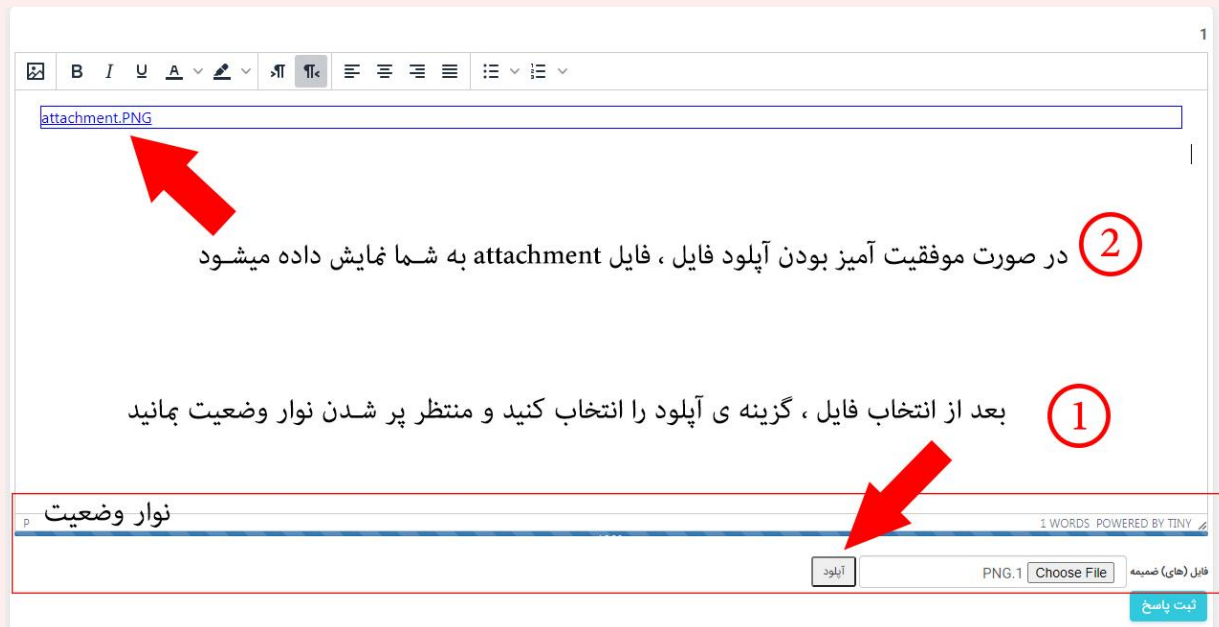 1
B I U A
attachment.PNG
در صورت موفقیت آمیز بودن آپلود فایل ، فایل attachment به شما نمایش داده میشود
2
بعد از انتخاب فایل ، گزینه ی آپلود را انتخاب کنید و منتظر پر شدن نوار وضعیت بمانید
1
نوار وضعیت
p
1 WORDS POWERED BY TINY
فایل (های) ضمیمه
Choose File PNG.1
آپلود
ثبت پاسخ